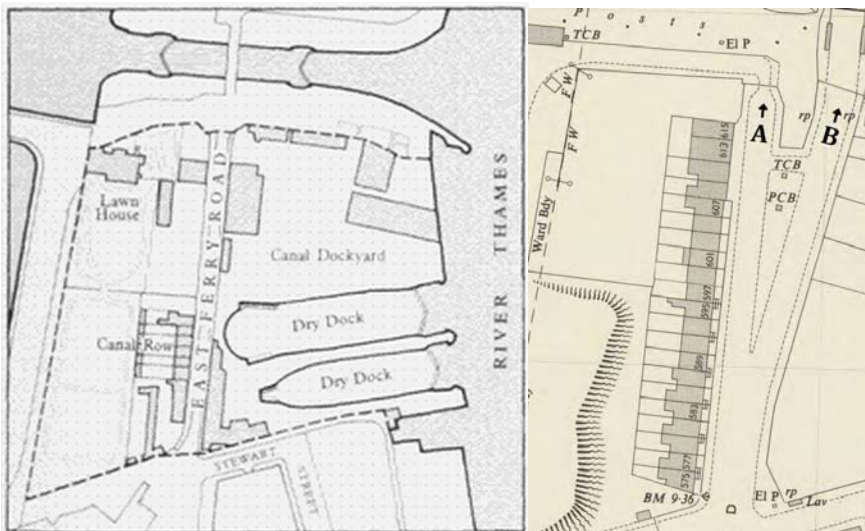 Lawn
House
EAST FERRY ROAD
Canal Dockyard
RIVER THAMES
Canal Row
Dry Dock
Dry Dock
STEWART
STREET
Posts
TCB
El P
FW
FW
Ward Bdy
A
B
rp
rp
TCB
PCB
613 615
607
601
595 597
589
583
575 577
BM 9·36
D
El P
rp
Lav